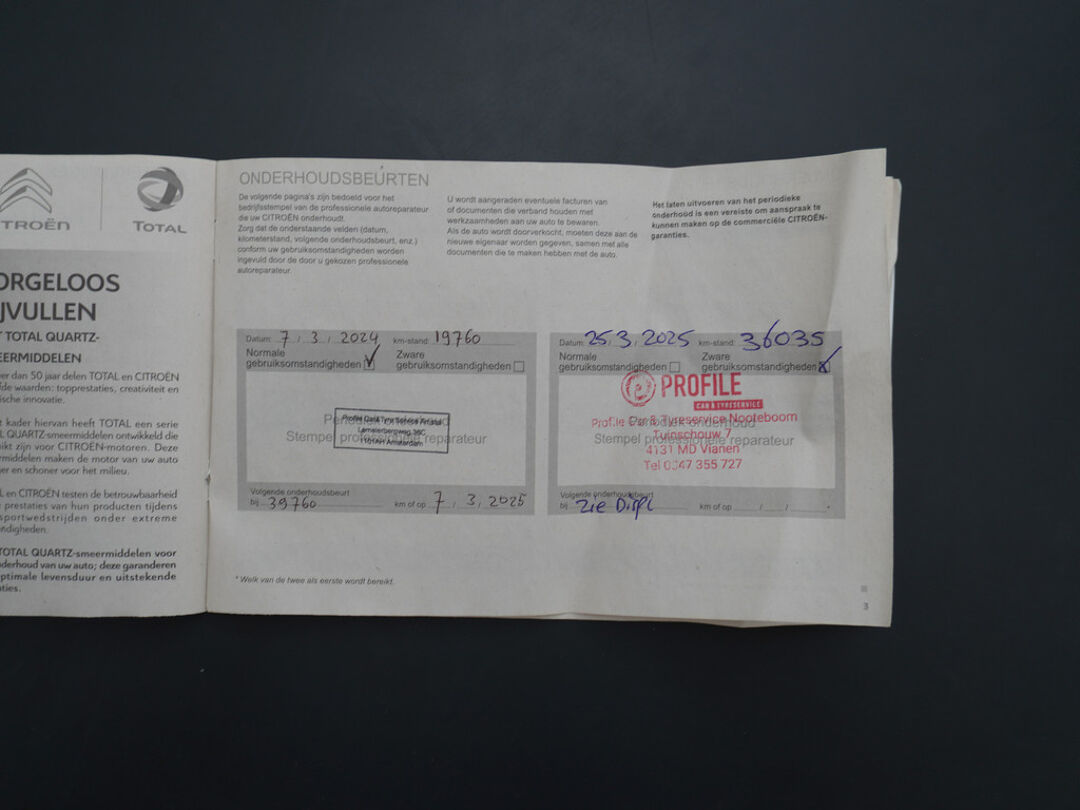 TROËN
TOTAL
ORGELOOS
JVULLEN
TOTAL QUARTZ-
EERMIDDELEN
er dan 50 jaar delen TOTAL en CITROËN
fde waarden: topprestaties, creativiteit en
ische innovatie.
t kader hiervan heeft TOTAL een serie
L QUARTZ-smeermiddelen ontwikkeld die
ikt zijn voor CITROËN-motoren. Deze
ermiddelen maken de motor van uw auto
er en schoner voor het milieu.
L en CITROËN testen de betrouwbaarheid
prestaties van hun producten tijdens
sportwedstrijden onder extreme
ndigheden.
TOTAL QUARTZ-smeermiddelen voor
derhoud van uw auto; deze garanderen
ptimale levensduur en uitstekende
ties.
ONDERHOUDSBEURTEN
De volgende pagina's zijn bedoeld voor het
bedrijfsstempel van de professionele autoreparateur
die uw CITROËN onderhoudt.
Zorg dat de onderstaande velden (datum,
kilometerstand, volgende onderhoudsbeurt, enz.)
conform uw gebruiksomstandigheden worden
ingevuld door de door u gekozen professionele
autoreparateur.
U wordt aangeraden eventuele facturen van
of documenten die verband houden met
werkzaamheden aan uw auto te bewaren.
Als de auto wordt doorverkocht, moeten deze aan de
nieuwe eigenaar worden gegeven, samen met alle
documenten die te maken hebben met de auto.
Het laten uitvoeren van het periodieke
onderhoud is een vereiste om aanspraak te
kunnen maken op de commerciële CITROËN-
garanties.
Datum: 7 / 3 / 2024 km-stand: 19760
Normale
gebruiksomstandigheden
Zware
gebruiksomstandigheden
Stempel professionele reparateur
Lemelerbergweg 38C
Amsterdam
Volgende onderhoudsbeurt
bij 39760 km of op 7 / 3 / 2025
Datum: 25/3/2025 km-stand: 36035
Normale
gebruiksomstandigheden
Zware
gebruiksomstandigheden
PROFILE
CAR & TYRESERVICE
Periodiek onderhoud
Profile Car & Tyreservice Nooteboom
Tuinschouw 7
Stempel professionele reparateur
4131 MD Vianen
Tel 0347 355 727
Volgende onderhoudsbeurt
bij Zie km of op / / *
* Welk van de twee als eerste wordt bereikt.
3